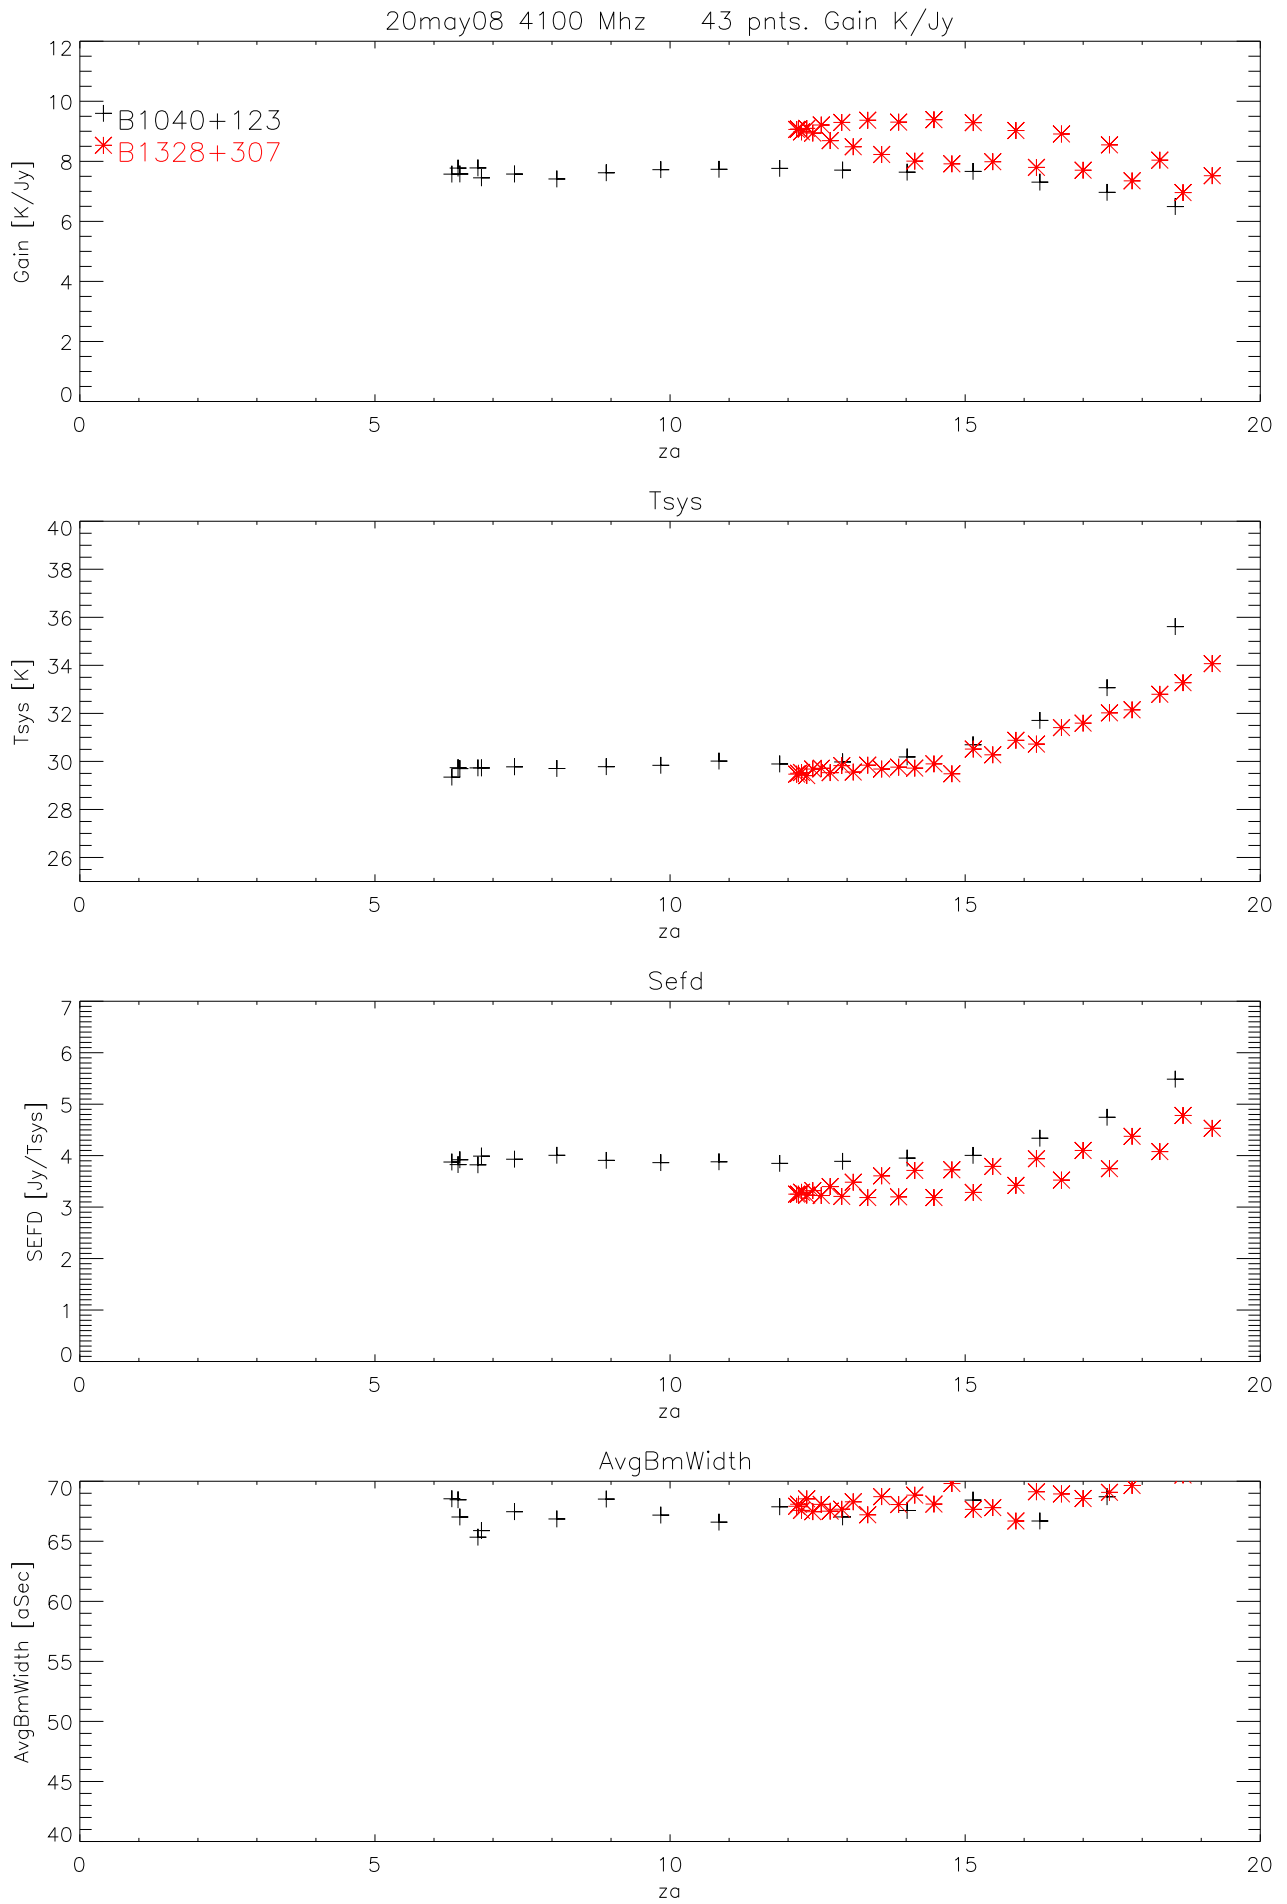 20may08 4100 Mhz 43 pnts. Gain K/Jy
12
10
8
6
4
2
0
Gain [K/Jy]
B1040+123
B1328+307
0 5 10 15 20
za
Tsys
40
38
36
34
32
30
28
26
Tsys [K]
0 5 10 15 20
za
Sefd
7
6
5
4
3
2
1
0
SEFD [Jy/Tsys]
0 5 10 15 20
za
AvgBmWidth
70
65
60
55
50
45
40
AvgBmWidth [aSec]
0 5 10 15 20
za